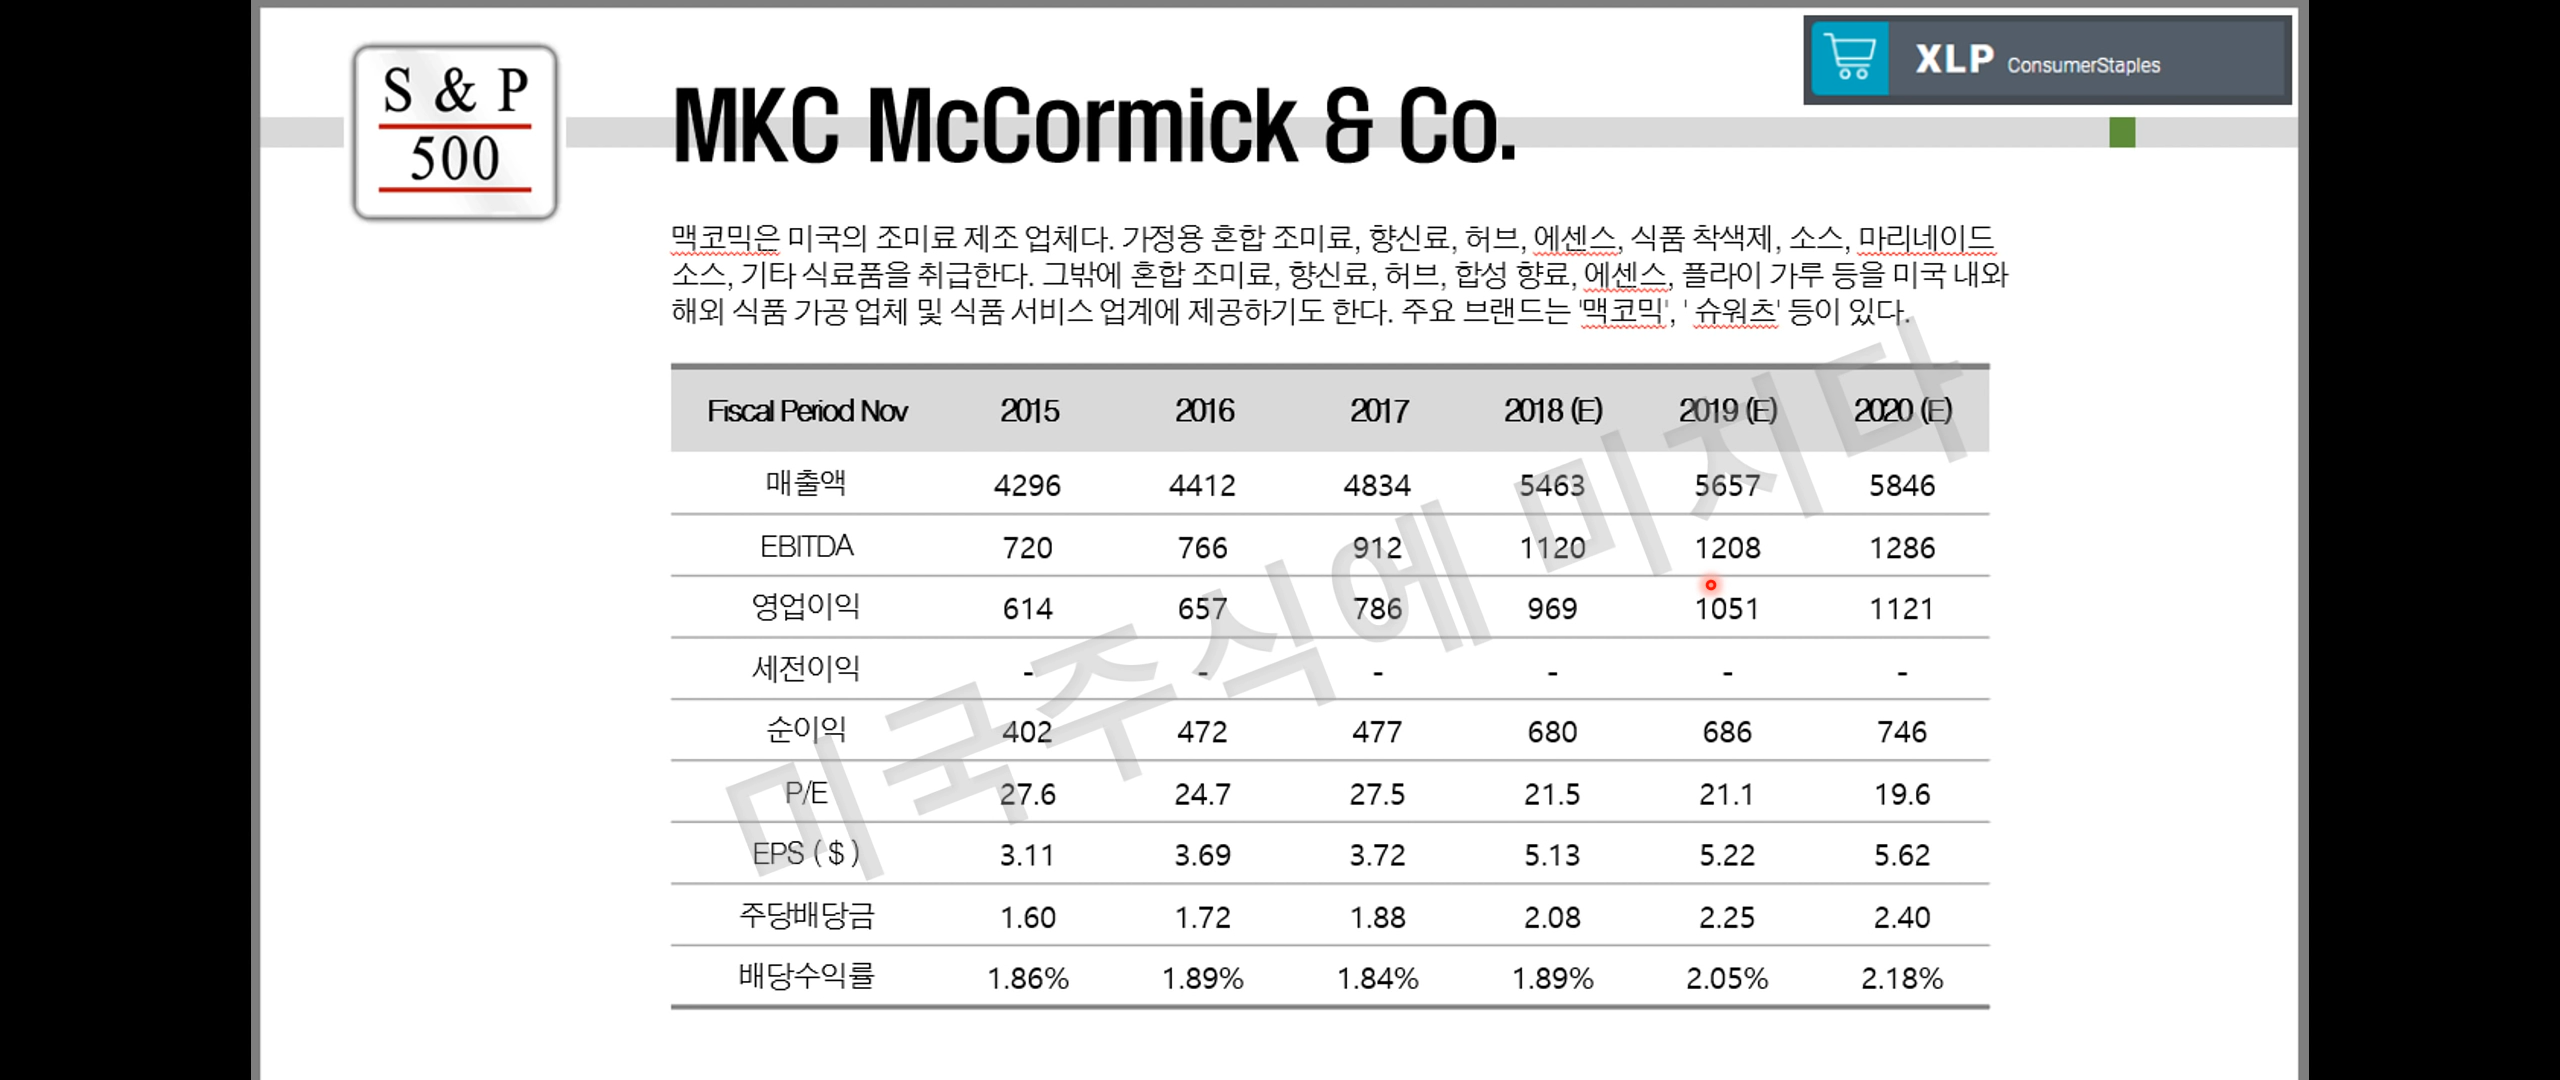 S & P
500
XLP ConsumerStaples
MKC McCormick & Co.
맥코믹은 미국의 조미료 제조 업체다. 가정용 혼합 조미료, 향신료, 허브, 에센스, 식품 착색제, 소스, 마리네이드
소스, 기타 식료품을 취급한다. 그밖에 혼합 조미료, 향신료, 허브, 합성 향료, 에센스, 플라이 가루 등을 미국 내와
해외 식품 가공 업체 및 식품 서비스 업계에 제공하기도 한다. 주요 브랜드는 '맥코믹', ' 슈워츠' 등이 있다.
Fiscal Period Nov 2015 2016 2017 2018 (E) 2019 (E) 2020 (E)
매출액 4296 4412 4834 5463 5657 5846
EBITDA 720 766 912 1120 1208 1286
영업이익 614 657 786 969 1051 1121
세전이익 - - - - - -
순이익 402 472 477 680 686 746
P/E 27.6 24.7 27.5 21.5 21.1 19.6
EPS ( $ ) 3.11 3.69 3.72 5.13 5.22 5.62
주당배당금 1.60 1.72 1.88 2.08 2.25 2.40
배당수익률 1.86% 1.89% 1.84% 1.89% 2.05% 2.18%
미국주식에 미치다